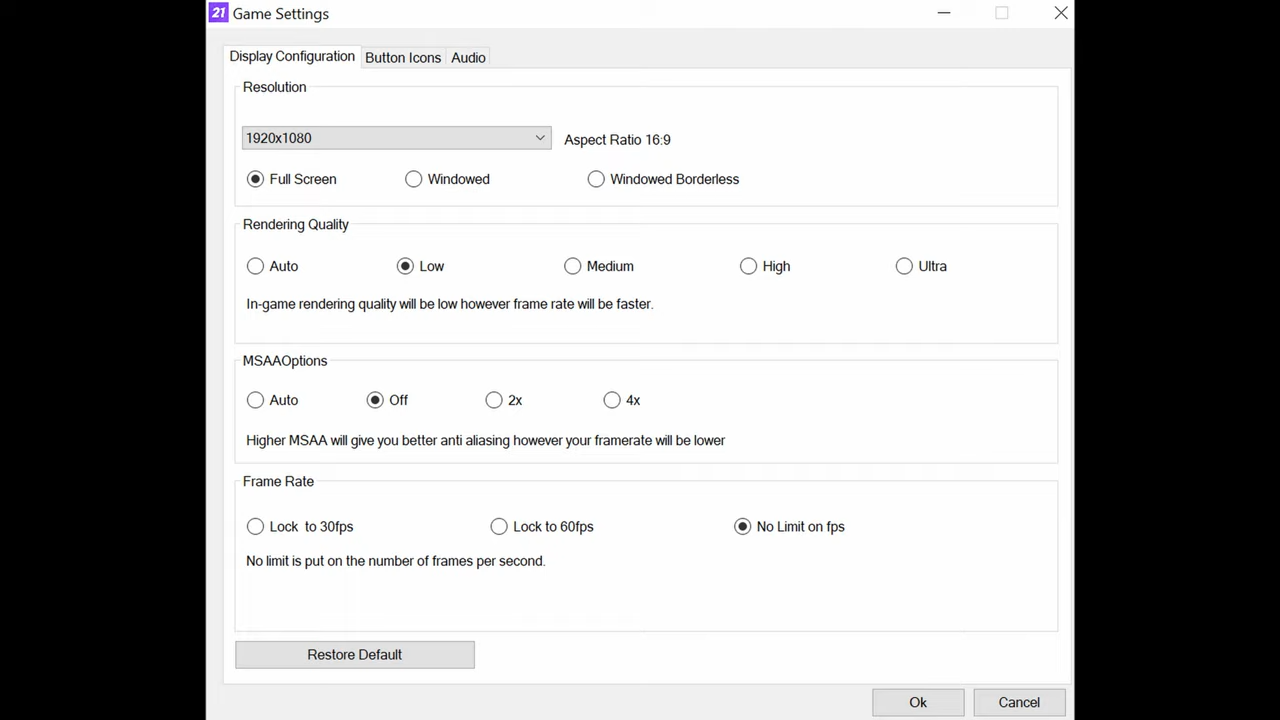 21 Game Settings
Display Configuration Button Icons Audio
Resolution
1920x1080 Aspect Ratio 16:9
Full Screen Windowed Windowed Borderless
Rendering Quality
Auto Low Medium High Ultra
In-game rendering quality will be low however frame rate will be faster.
MSAAOptions
Auto Off 2x 4x
Higher MSAA will give you better anti aliasing however your framerate will be lower
Frame Rate
Lock  to 30fps Lock to 60fps No Limit on fps
No limit is put on the number of frames per second.
Restore Default
Ok Cancel